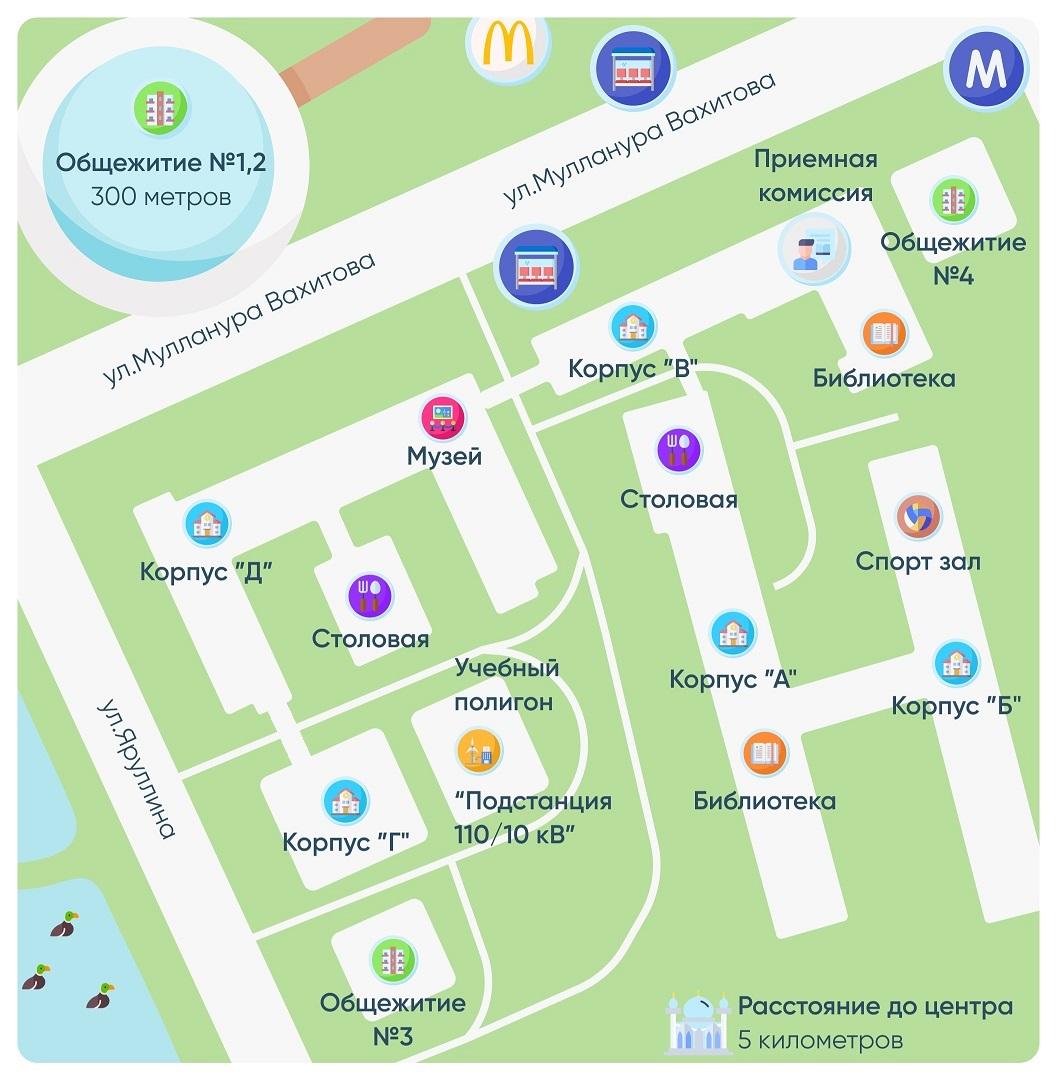 Общежитие №1,2
300 метров
ул.Мулланура Вахитова
М
Приемная
комиссия
Общежитие
№4
ул.Мулланура Вахитова
Корпус "В"
Библиотека
Музей
Столовая
Корпус "Д"
Спорт зал
Столовая
Учебный
полигон
Корпус "А"
Корпус "Б"
ул.Яруллина
"Подстанция
110/10 кВ"
Библиотека
Корпус "Г"
Общежитие
№3
Расстояние до центра
5 километров